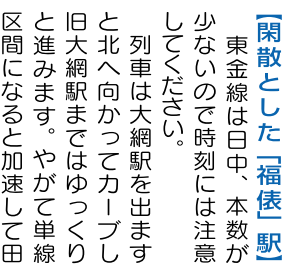 【閑散とした「福俵」駅】
　東金線は日中、本数が
少ないので時刻には注意
してください。
　列車は大網駅を出ます
と北へ向かってカーブし
旧大網駅まではゆっくり
と進みます。やがて単線
区間になると加速して田